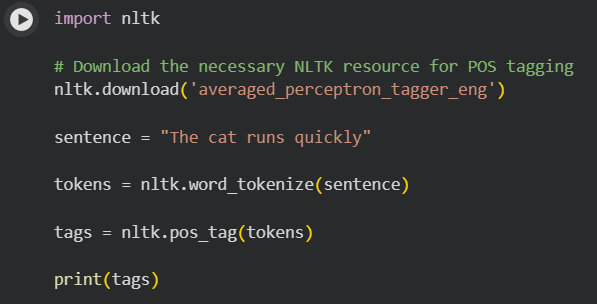 import nltk
# Download the necessary NLTK resource for POS tagging
nltk.download('averaged_perceptron_tagger_eng')
sentence = "The cat runs quickly"
tokens = nltk.word_tokenize(sentence)
tags = nltk.pos_tag(tokens)
print(tags)